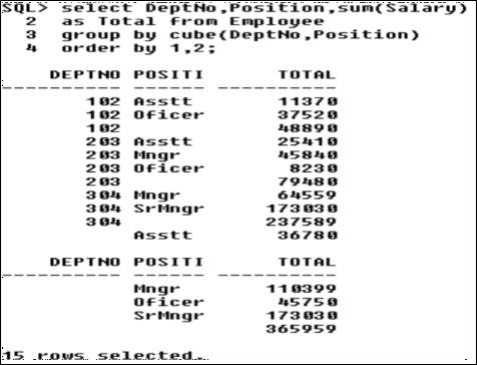 SQL> select DeptNo,Position,sum(Salary)
2 as Total from Employee
3 group by cube(DeptNo,Position)
4 order by 1,2;
DEPTNO POSITI TOTAL
---------- ------ ----------
102 Asstt 11370
102 Oficer 37520
102 48890
203 Asstt 25410
203 Mngr 45840
203 Oficer 8230
203 79480
304 Mngr 64559
304 SrMngr 173030
304 237589
Asstt 36780
DEPTNO POSITI TOTAL
---------- ------ ----------
Mngr 110399
Oficer 45750
SrMngr 173030
365959
15 rows selected.